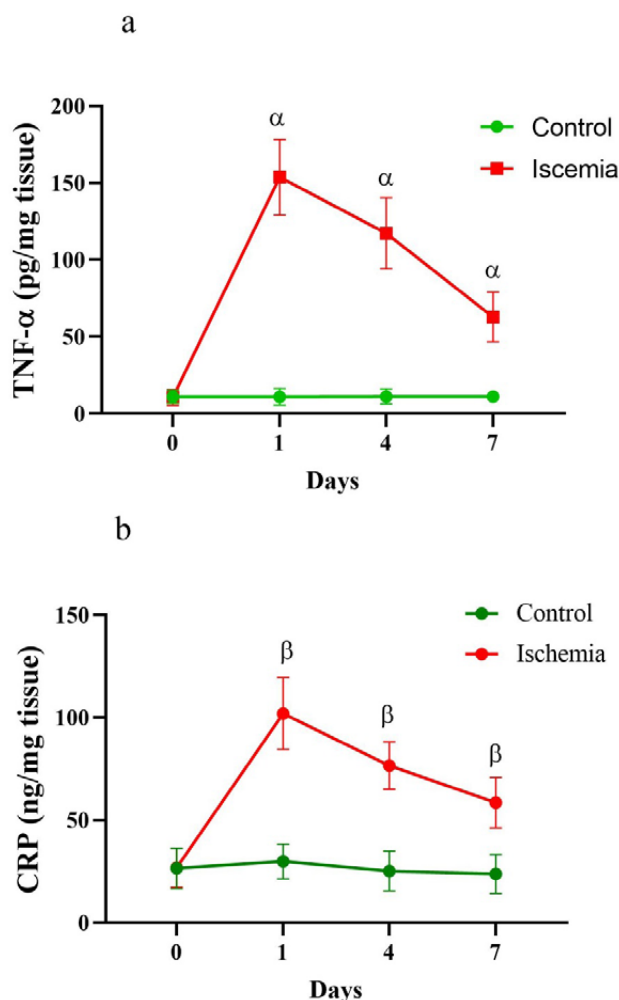 a
TNF-α (pg/mg tissue)
200
150
100
50
0
α
α
α
Control
Iscemia
0 1 4 7
Days
b
CRP (ng/mg tissue)
150
100
50
0
β
β
β
Control
Ischemia
0 1 4 7
Days